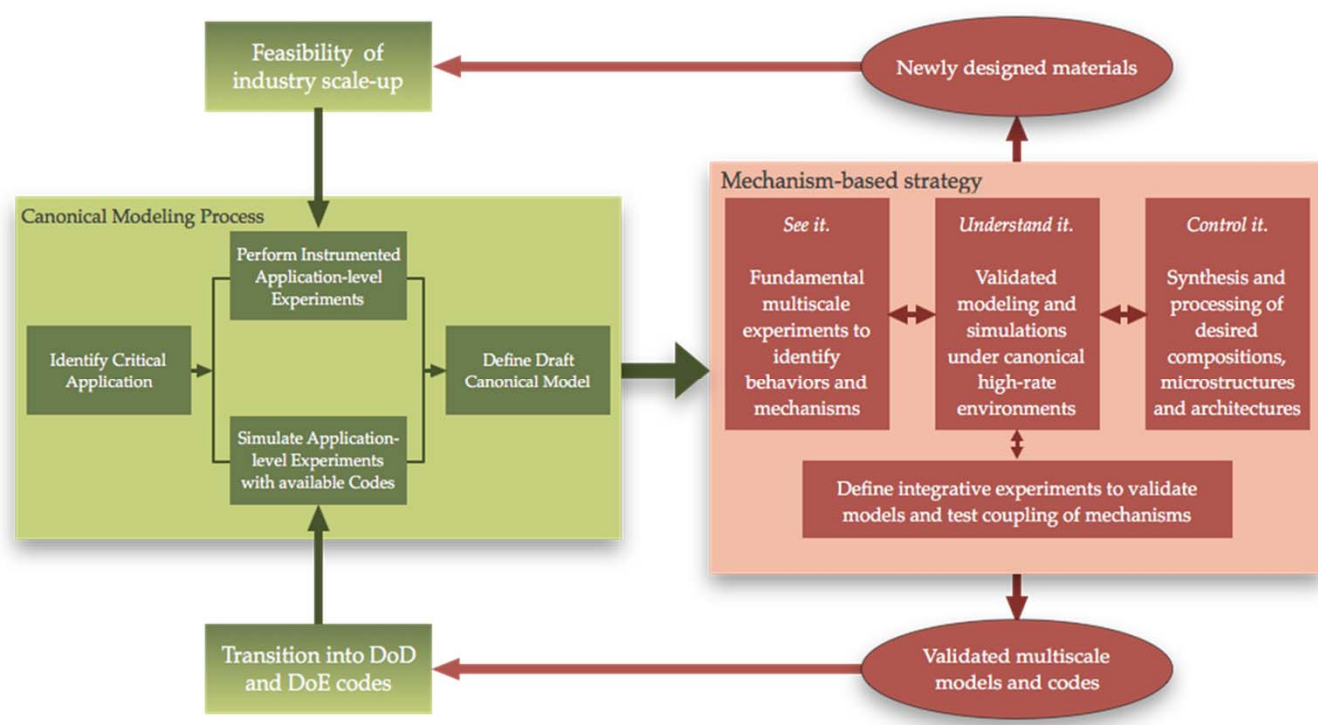 Feasibility of
industry scale-up
Newly designed materials
Canonical Modeling Process
Perform Instrumented
Application-level
Experiments
Identify Critical
Application
Define Draft
Canonical Model
Simulate Application-
level Experiments
with available Codes
Mechanism-based strategy
See it.
Fundamental
multiscale
experiments to
identify
behaviors and
mechanisms
Understand it.
Validated
modeling and
simulations
under canonical
high-rate
environments
Control it.
Synthesis and
processing of
desired
compositions,
microstructures
and architectures
Define integrative experiments to validate
models and test coupling of mechanisms
Transition into DoD
and DoE codes
Validated multiscale
models and codes